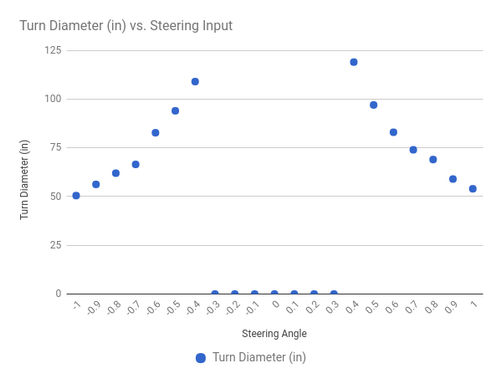 Turn Diameter (in) vs. Steering Input
Turn Diameter (in)
125
100
75
50
25
0
-1 -0.9 -0.8 -0.7 -0.6 -0.5 -0.4 -0.3 -0.2 -0.1 0 0.1 0.2 0.3 0.4 0.5 0.6 0.7 0.8 0.9 1
Steering Angle
Turn Diameter (in)